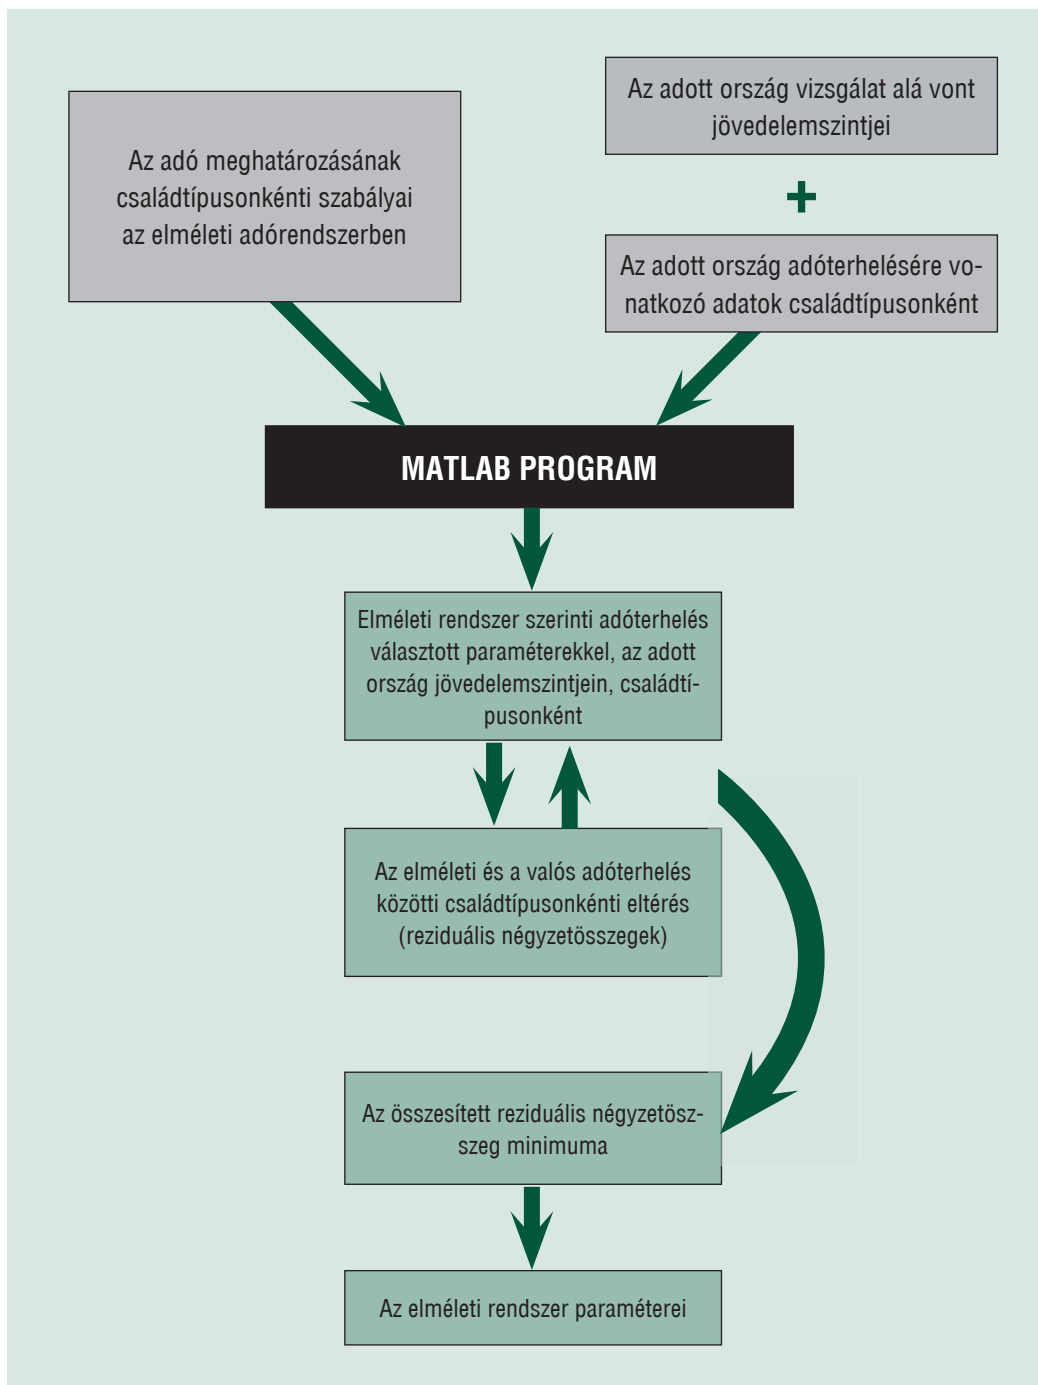 Az adó meghatározásának
családtípusonkénti szabályai
az elméleti adórendszerben
Az adott ország vizsgálat alá vont
jövedelemszintjei
+
Az adott ország adóterhelésére vo-
natkozó adatok családtípusonként
MATLAB PROGRAM
Elméleti rendszer szerinti adóterhelés
választott paraméterekkel, az adott
ország jövedelemszintjein, családtí-
pusonként
Az elméleti és a valós adóterhelés
közötti családtípusonkénti eltérés
(reziduális négyzetösszegek)
Az összesített reziduális négyzetösz-
szeg minimuma
Az elméleti rendszer paraméterei